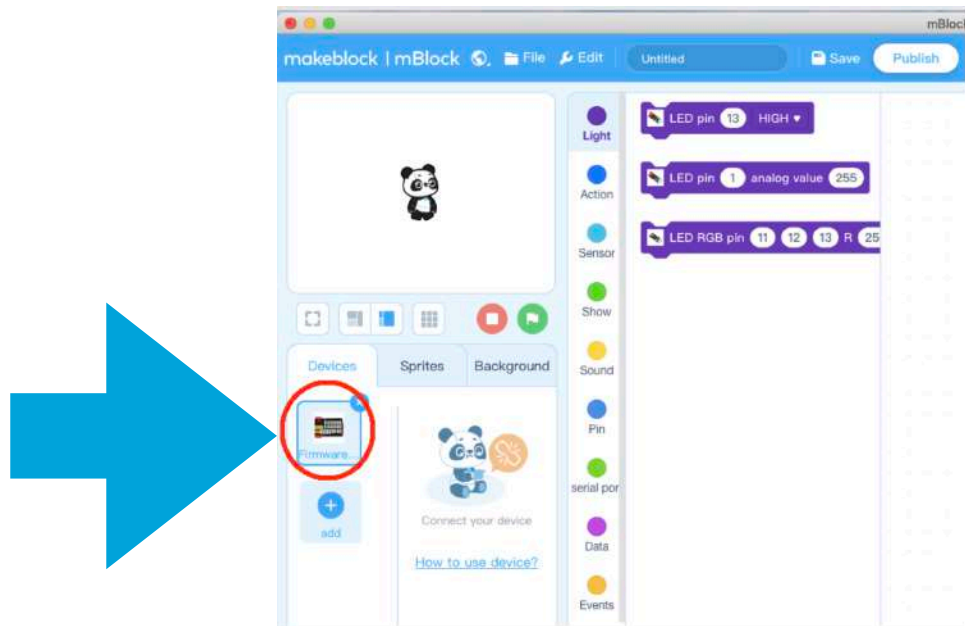 mBlock
makeblock | mBlock File Edit Untitled Save Publish
LED pin 13 HIGH
Light
LED pin 1 analog value 255
Action
LED RGB pin 11 12 13 R 25
Sensor
Show
Devices Sprites Background
Sound
Firmware...
Pin
serial por
add
Connect your device
Data
How to use device?
Events